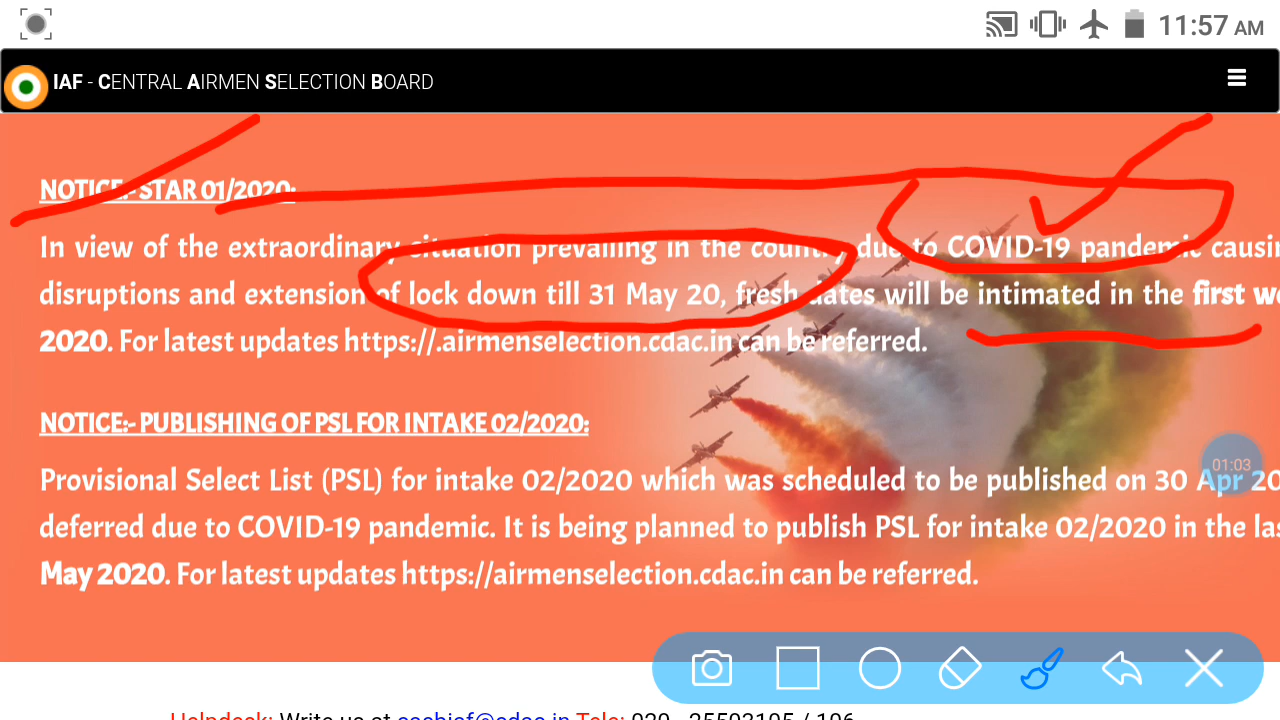 11:57 AM
IAF - CENTRAL AIRMEN SELECTION BOARD
NOTICE:- STAR 01/2020:
In view of the extraordinary situation prevailing in the country due to COVID-19 pandemic
disruptions and extension of lock down till 31 May 20, fresh dates will be intimated in the first
2020. For latest updates https://.airmenselection.cdac.in can be referred.
NOTICE:- PUBLISHING OF PSL FOR INTAKE 02/2020:
Provisional Select List (PSL) for intake 02/2020 which was scheduled to be published on 30 Apr
01:03
deferred due to COVID-19 pandemic. It is being planned to publish PSL for intake 02/2020 in the
May 2020. For latest updates https://airmenselection.cdac.in can be referred.
Helpdesk: Write us at